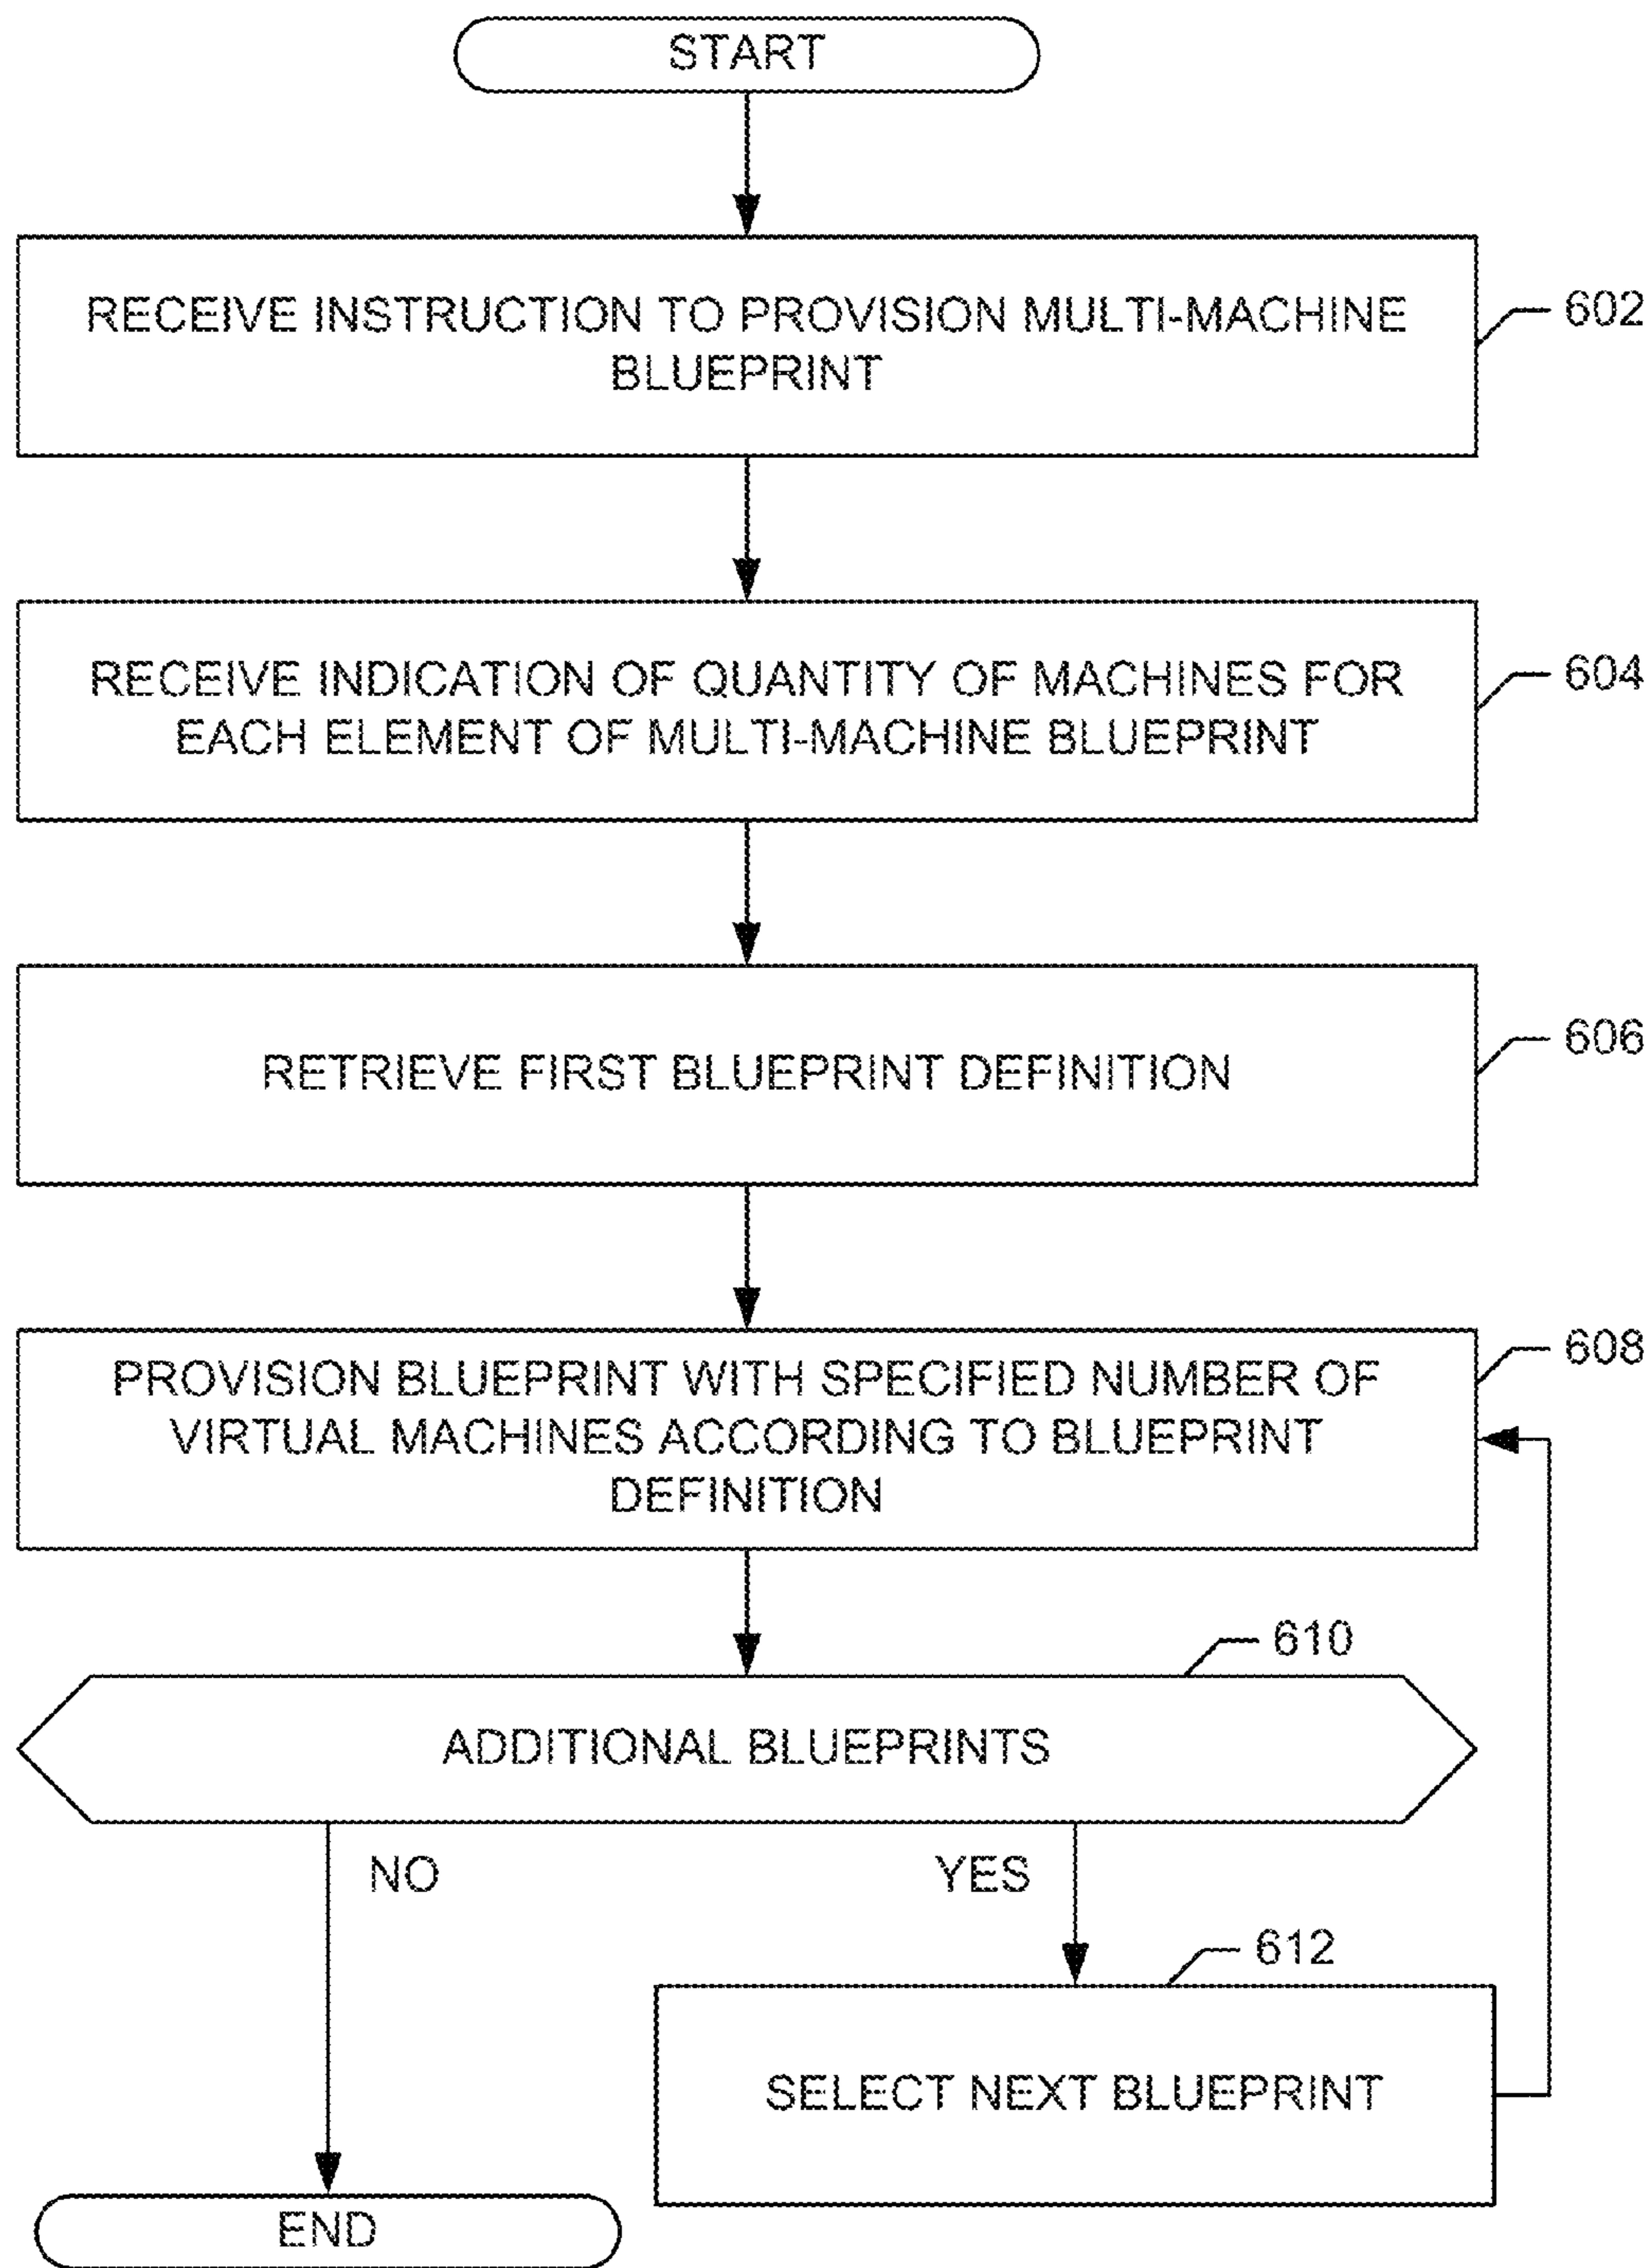 START
RECEIVE INSTRUCTION TO PROVISION MULTI-MACHINE
BLUEPRINT
602
RECEIVE INDICATION OF QUANTITY OF MACHINES FOR
EACH ELEMENT OF MULTI-MACHINE BLUEPRINT
604
RETRIEVE FIRST BLUEPRINT DEFINITION
606
PROVISION BLUEPRINT WITH SPECIFIED NUMBER OF
VIRTUAL MACHINES ACCORDING TO BLUEPRINT
DEFINITION
608
610
ADDITIONAL BLUEPRINTS
NO
YES
612
SELECT NEXT BLUEPRINT
END